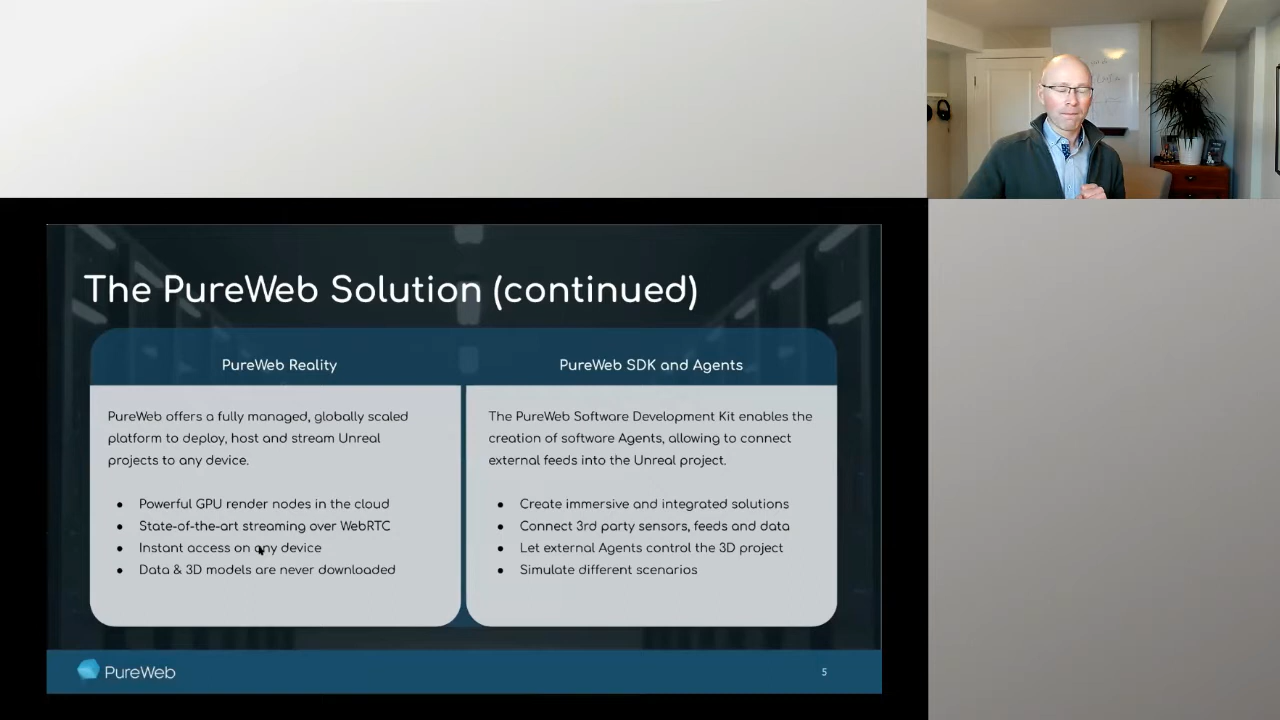 The PureWeb Solution (continued)
PureWeb Reality
PureWeb offers a fully managed, globally scaled
platform to deploy, host and stream Unreal
projects to any device.
● Powerful GPU render nodes in the cloud
● State-of-the-art streaming over WebRTC
● Instant access on any device
● Data & 3D models are never downloaded
PureWeb SDK and Agents
The PureWeb Software Development Kit enables the
creation of software Agents, allowing to connect
external feeds into the Unreal project.
● Create immersive and integrated solutions
● Connect 3rd party sensors, feeds and data
● Let external Agents control the 3D project
● Simulate different scenarios
PureWeb
5